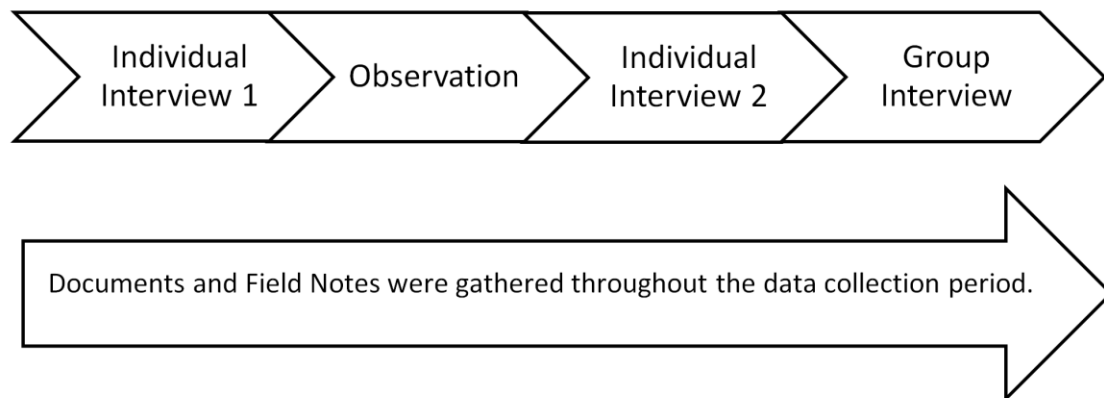 Individual
Interview 1
Observation
Individual
Interview 2
Group
Interview
Documents and Field Notes were gathered throughout the data collection period.